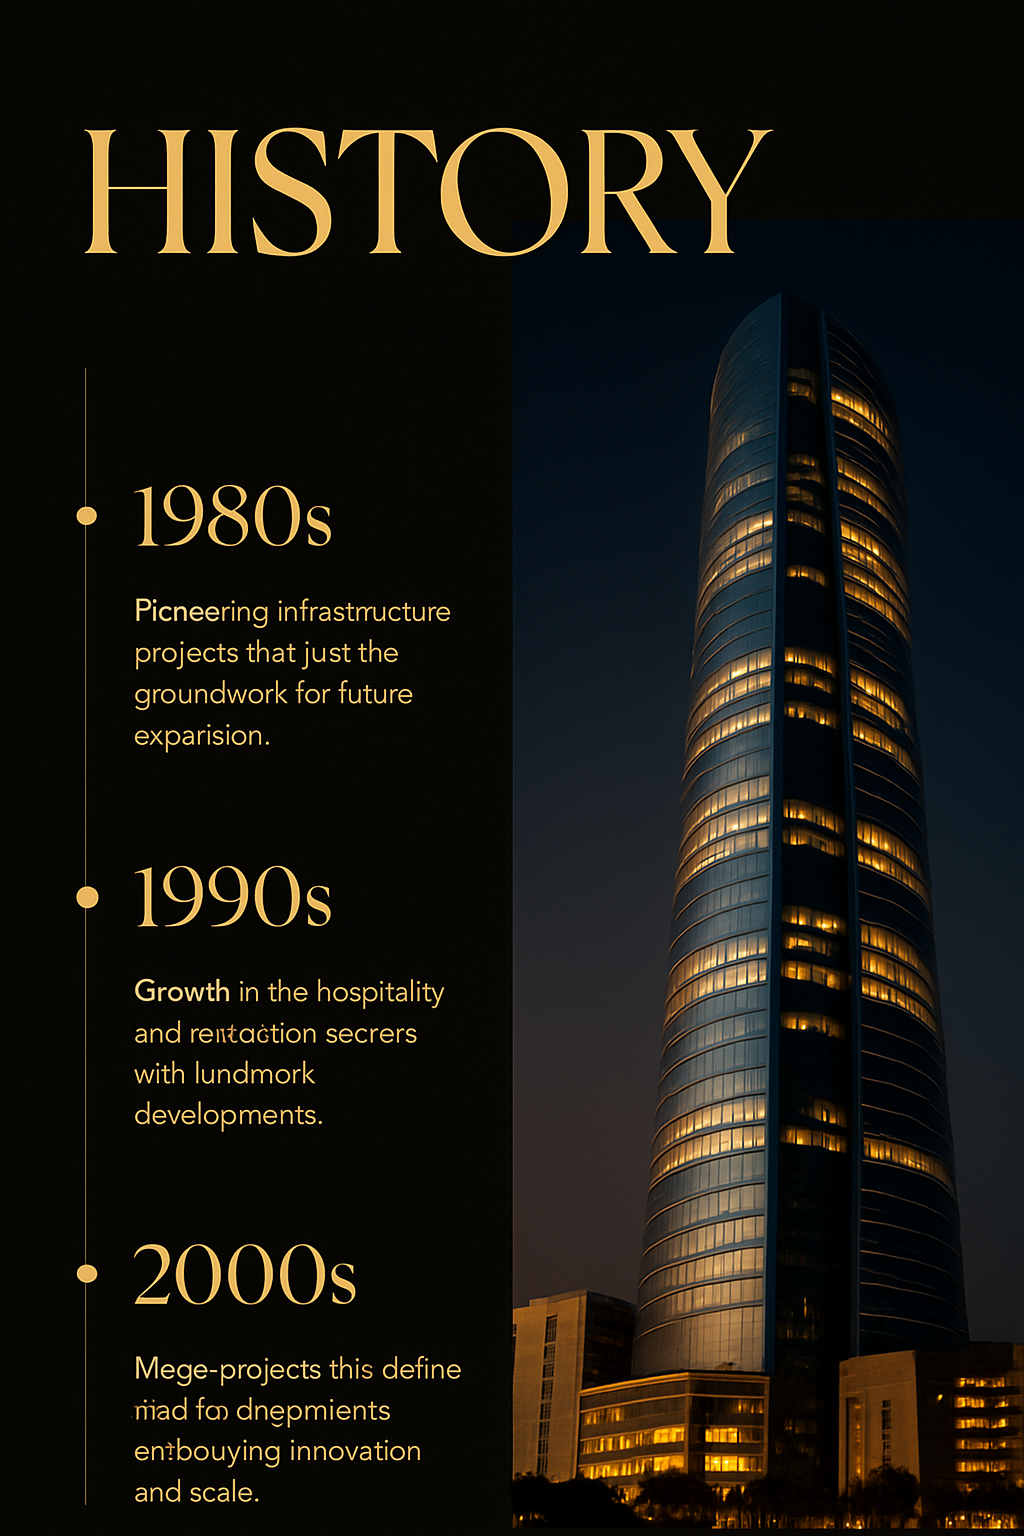 HISTORY
1980s
Picneering infrastrructure
projects that just the
groundwork for future
exparision.
1990s
Growth in the hospitality
and secrers
with lundmork
developments.
2000s
Mege-projects this define
dnepmients
innovation
and scale.